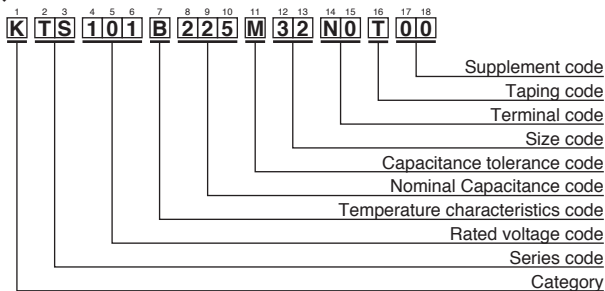 1 2 3 4 5 6 7 8 9 10 11 12 13 14 15 16 17 18
K T S 1 0 1 B 2 2 5 M 3 2 N 0 T 0 0
Supplement code
Taping code
Terminal code
Size code
Capacitance tolerance code
Nominal Capacitance code
Temperature characteristics code
Rated voltage code
Series code
Category